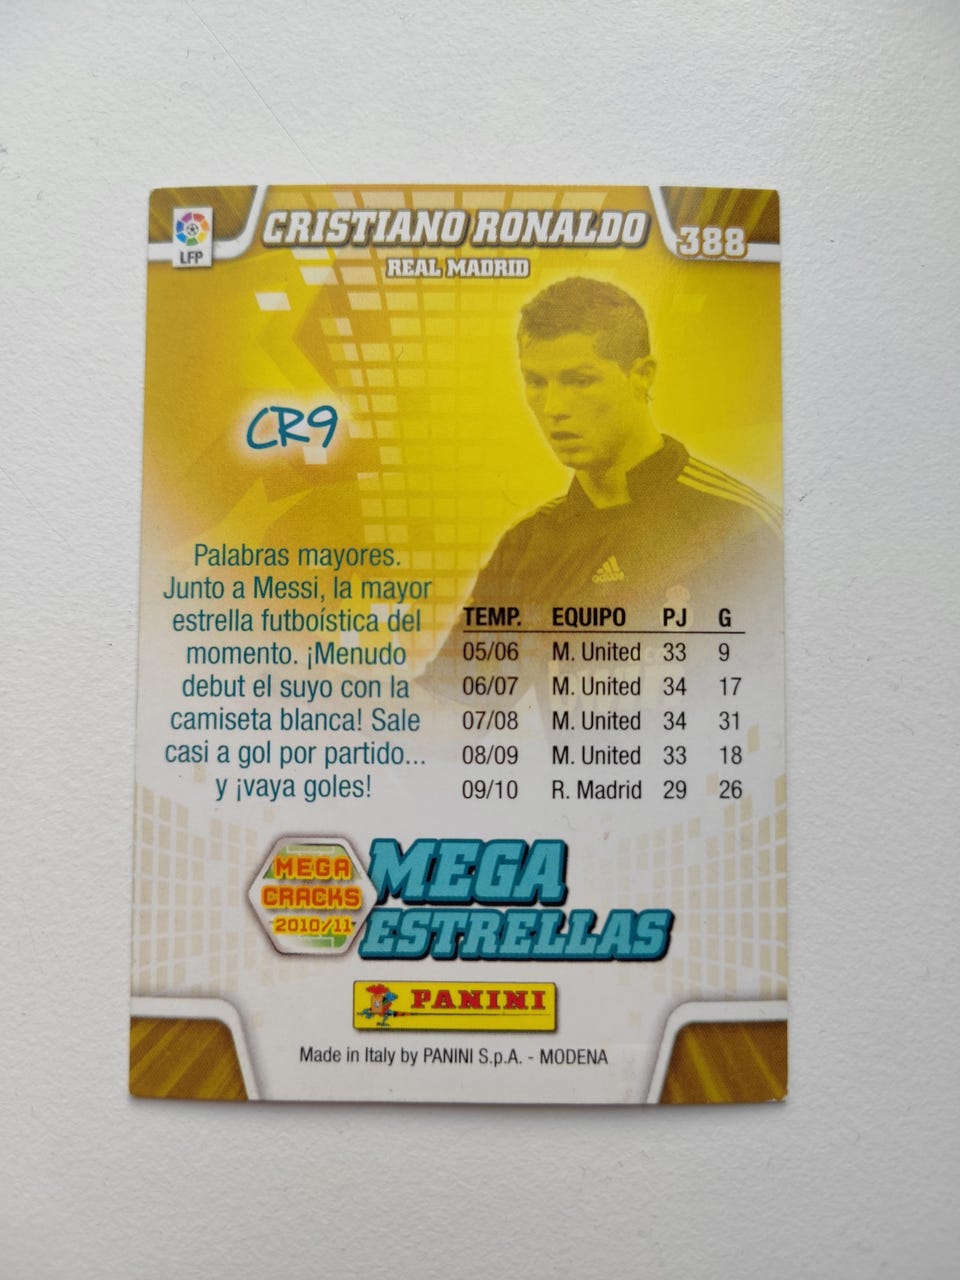 LFP
CRISTIANO RONALDO
388
REAL MADRID
CR9
adidas
Palabras mayores.
Junto a Messi, la mayor
estrella futboística del
momento. ¡Menudo
debut el suyo con la
camiseta blanca! Sale
casi a gol por partido...
y ¡vaya goles!
TEMP. EQUIPO PJ G
05/06 M. United 33 9
06/07 M. United 34 17
07/08 M. United 34 31
08/09 M. United 33 18
09/10 R. Madrid 29 26
MEGA
CRACKS
2010/11
MEGA
ESTRELLAS
PANINI
Made in Italy by PANINI S.p.A. - MODENA